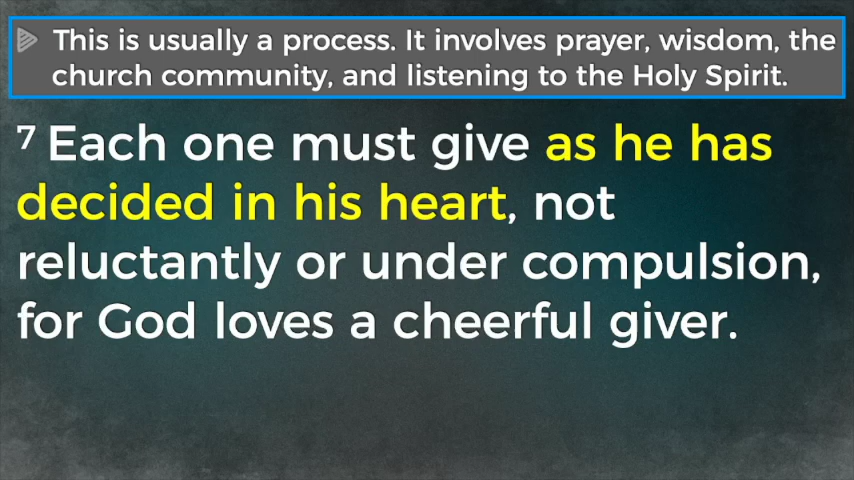 This is usually a process. It involves prayer, wisdom, the
church community, and listening to the Holy Spirit.
7 Each one must give as he has
decided in his heart, not
reluctantly or under compulsion,
for God loves a cheerful giver.